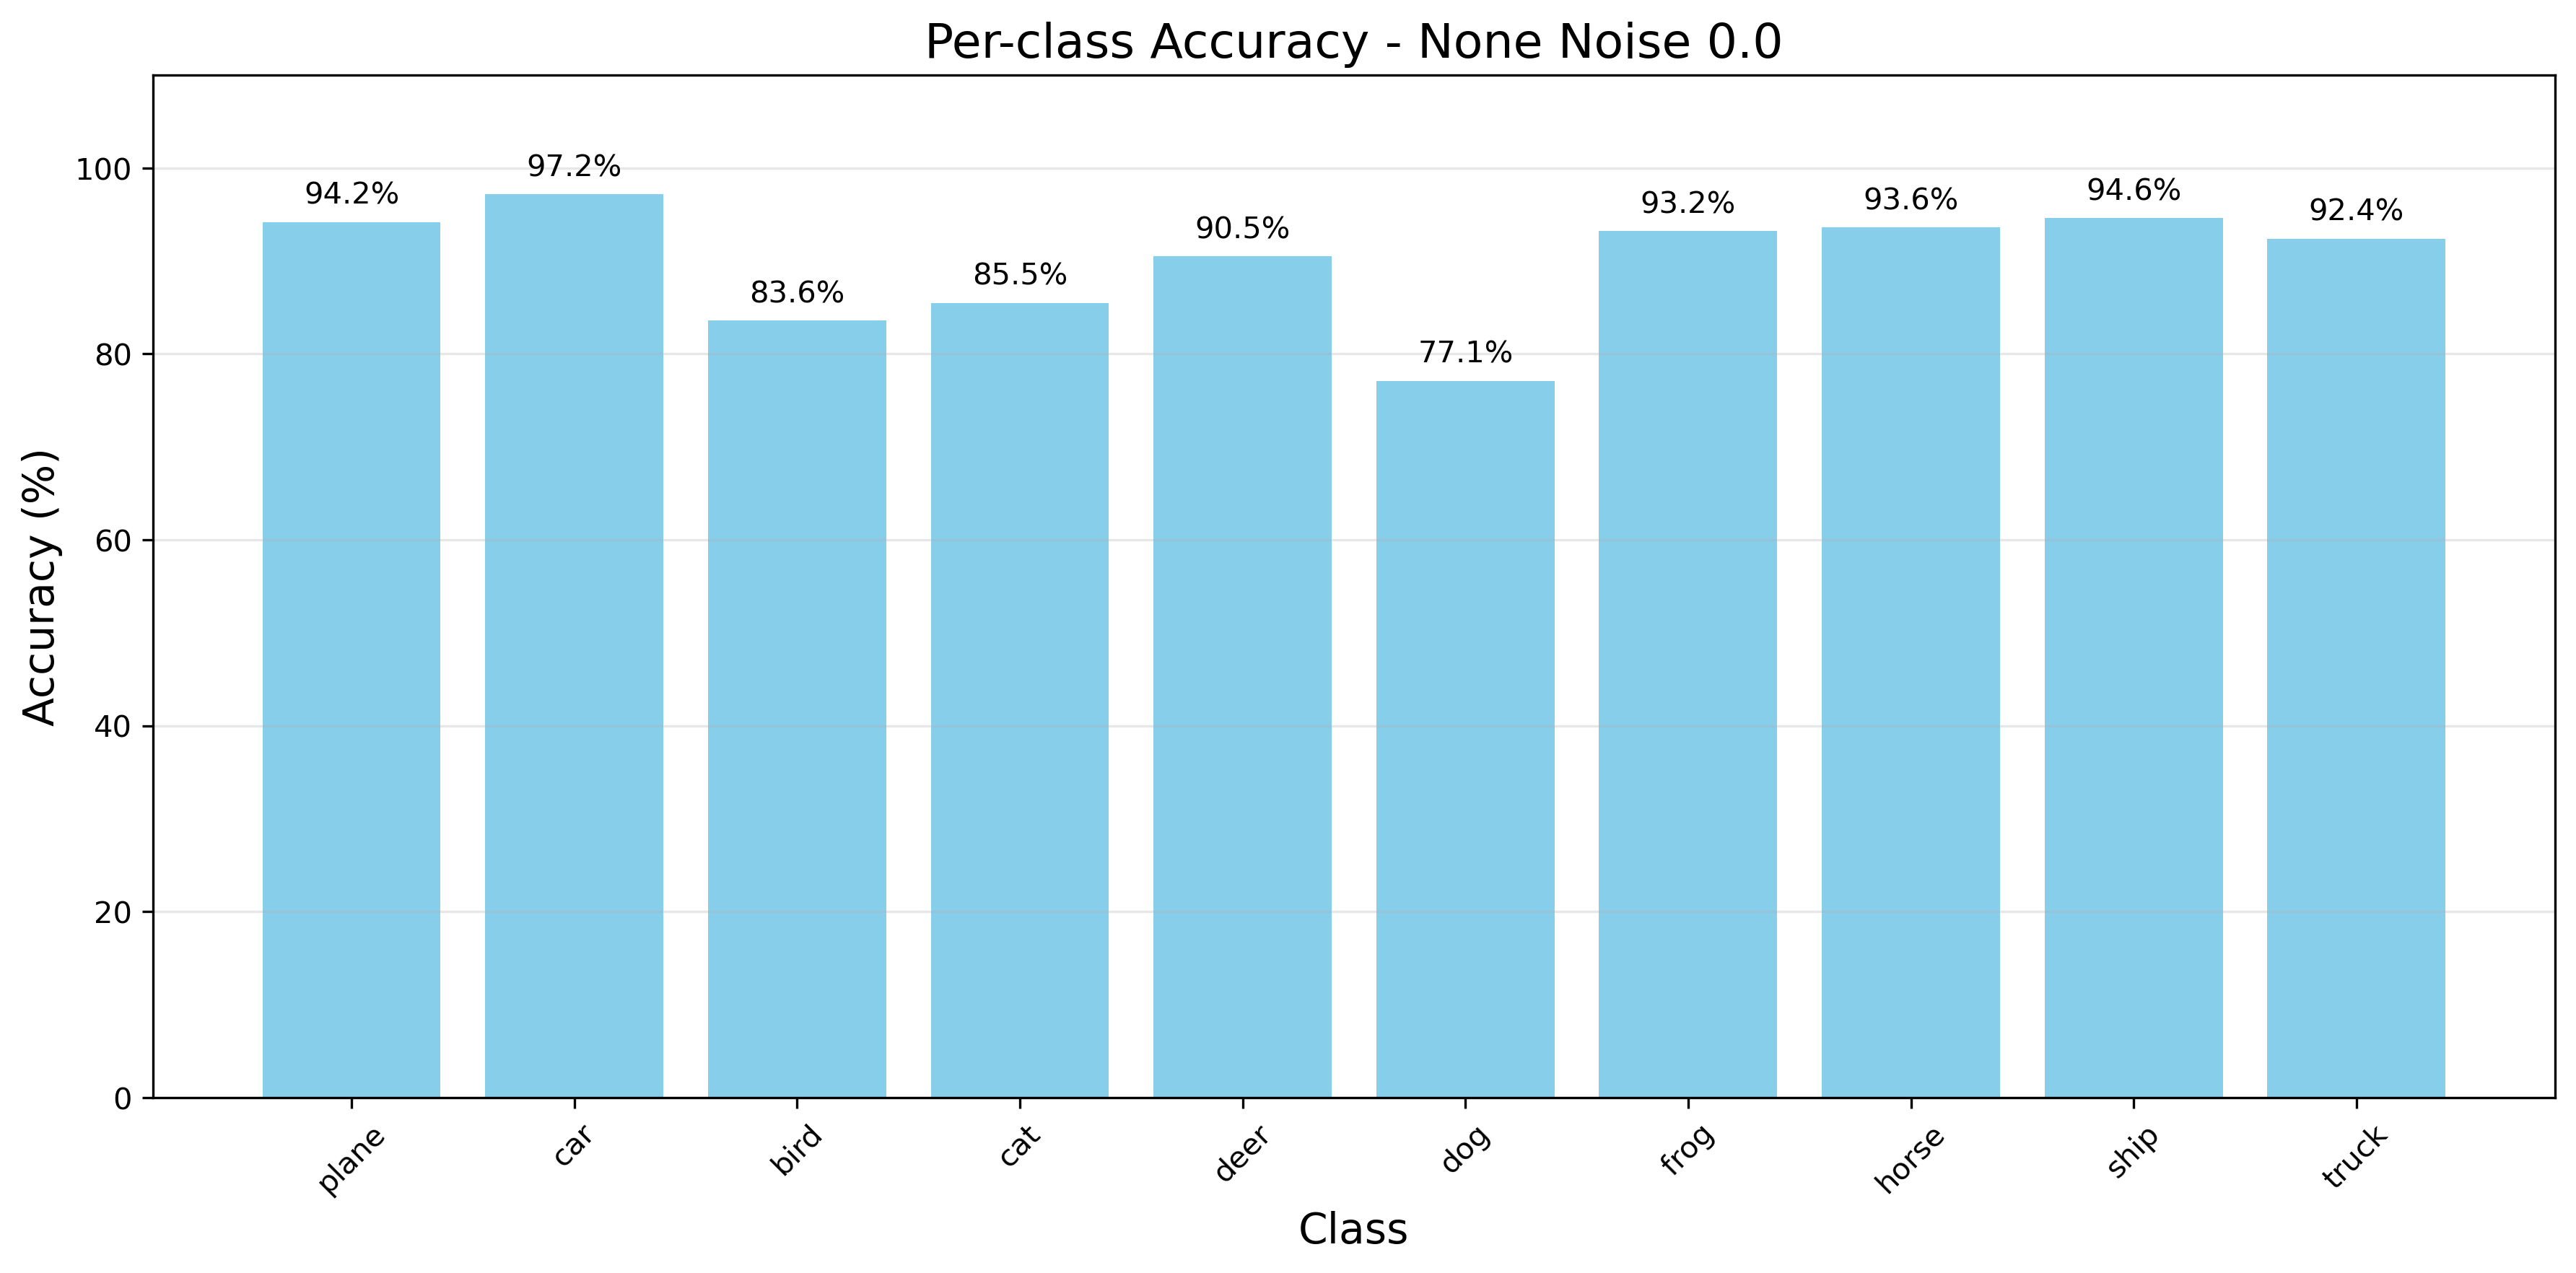 Per-class Accuracy - None Noise 0.0
Accuracy (%)
100
80
60
40
20
0
94.2%
97.2%
83.6%
85.5%
90.5%
77.1%
93.2%
93.6%
94.6%
92.4%
plane
car
bird
cat
deer
dog
frog
horse
ship
truck
Class